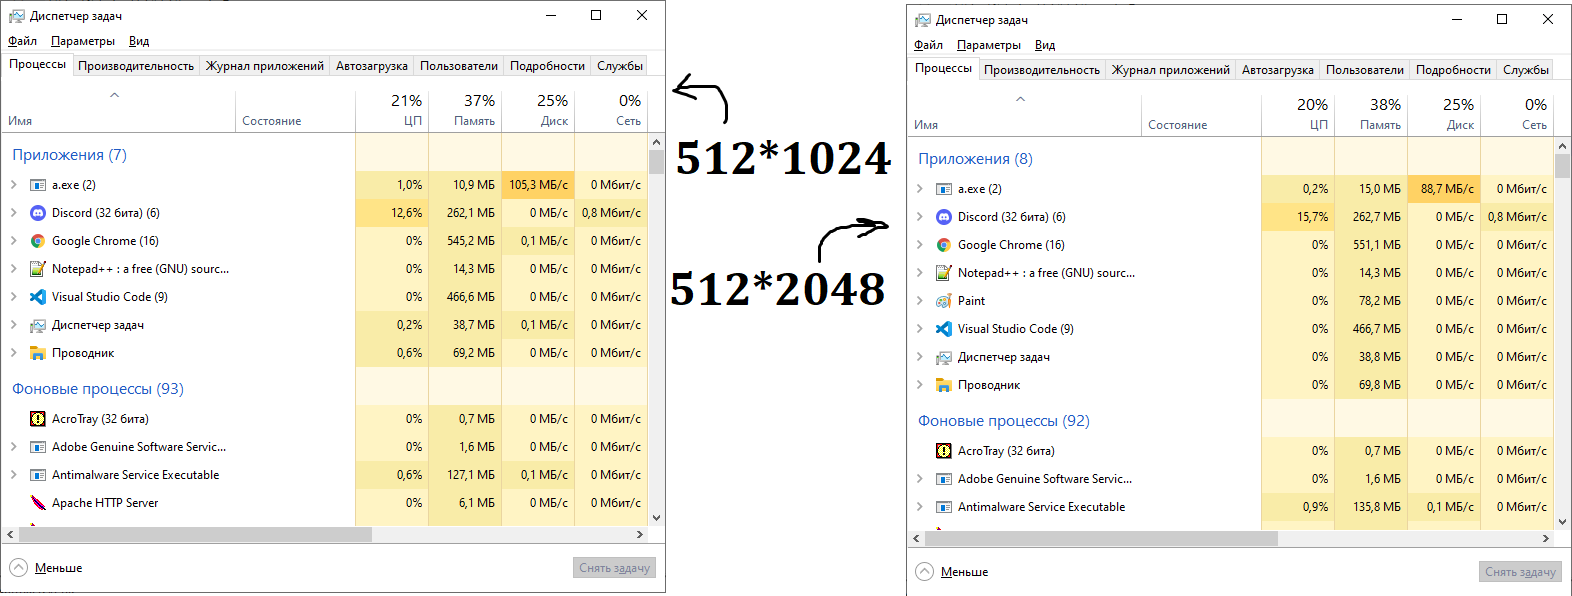 Диспетчер задач
Файл Параметры Вид
Процессы Производительность Журнал приложений Автозагрузка Пользователи Подробности Службы
21% 37% 25% 0%
Имя Состояние ЦП Память Диск Сеть
Приложения (7)
a.exe (2) 1,0% 10,9 МБ 105,3 МБ/с 0 Мбит/с
Discord (32 бита) (6) 12,6% 262,1 МБ 0 МБ/с 0,8 Мбит/с
Google Chrome (16) 0% 545,2 МБ 0,1 МБ/с 0 Мбит/с
Notepad++ : a free (GNU) sourc... 0% 14,3 МБ 0 МБ/с 0 Мбит/с
Visual Studio Code (9) 0% 466,6 МБ 0 МБ/с 0 Мбит/с
Диспетчер задач 0,2% 38,7 МБ 0,1 МБ/с 0 Мбит/с
Проводник 0,6% 69,2 МБ 0 МБ/с 0 Мбит/с
Фоновые процессы (93)
AcroTray (32 бита) 0% 0,7 МБ 0 МБ/с 0 Мбит/с
Adobe Genuine Software Servic... 0% 1,6 МБ 0 МБ/с 0 Мбит/с
Antimalware Service Executable 0,6% 127,1 МБ 0,1 МБ/с 0 Мбит/с
Apache HTTP Server 0% 6,1 МБ 0 МБ/с 0 Мбит/с
Меньше Снять задачу
512*1024
512*2048
Диспетчер задач
Файл Параметры Вид
Процессы Производительность Журнал приложений Автозагрузка Пользователи Подробности Службы
20% 38% 25% 0%
Имя Состояние ЦП Память Диск Сеть
Приложения (8)
a.exe (2) 0,2% 15,0 МБ 88,7 МБ/с 0 Мбит/с
Discord (32 бита) (6) 15,7% 262,7 МБ 0 МБ/с 0,8 Мбит/с
Google Chrome (16) 0% 551,1 МБ 0 МБ/с 0 Мбит/с
Notepad++ : a free (GNU) sourc... 0% 14,3 МБ 0 МБ/с 0 Мбит/с
Paint 0% 78,2 МБ 0 МБ/с 0 Мбит/с
Visual Studio Code (9) 0% 466,7 МБ 0 МБ/с 0 Мбит/с
Диспетчер задач 0% 38,8 МБ 0 МБ/с 0 Мбит/с
Проводник 0% 69,8 МБ 0 МБ/с 0 Мбит/с
Фоновые процессы (92)
AcroTray (32 бита) 0% 0,7 МБ 0 МБ/с 0 Мбит/с
Adobe Genuine Software Servic... 0% 1,6 МБ 0 МБ/с 0 Мбит/с
Antimalware Service Executable 0,9% 135,8 МБ 0,1 МБ/с 0 Мбит/с
Меньше Снять задачу